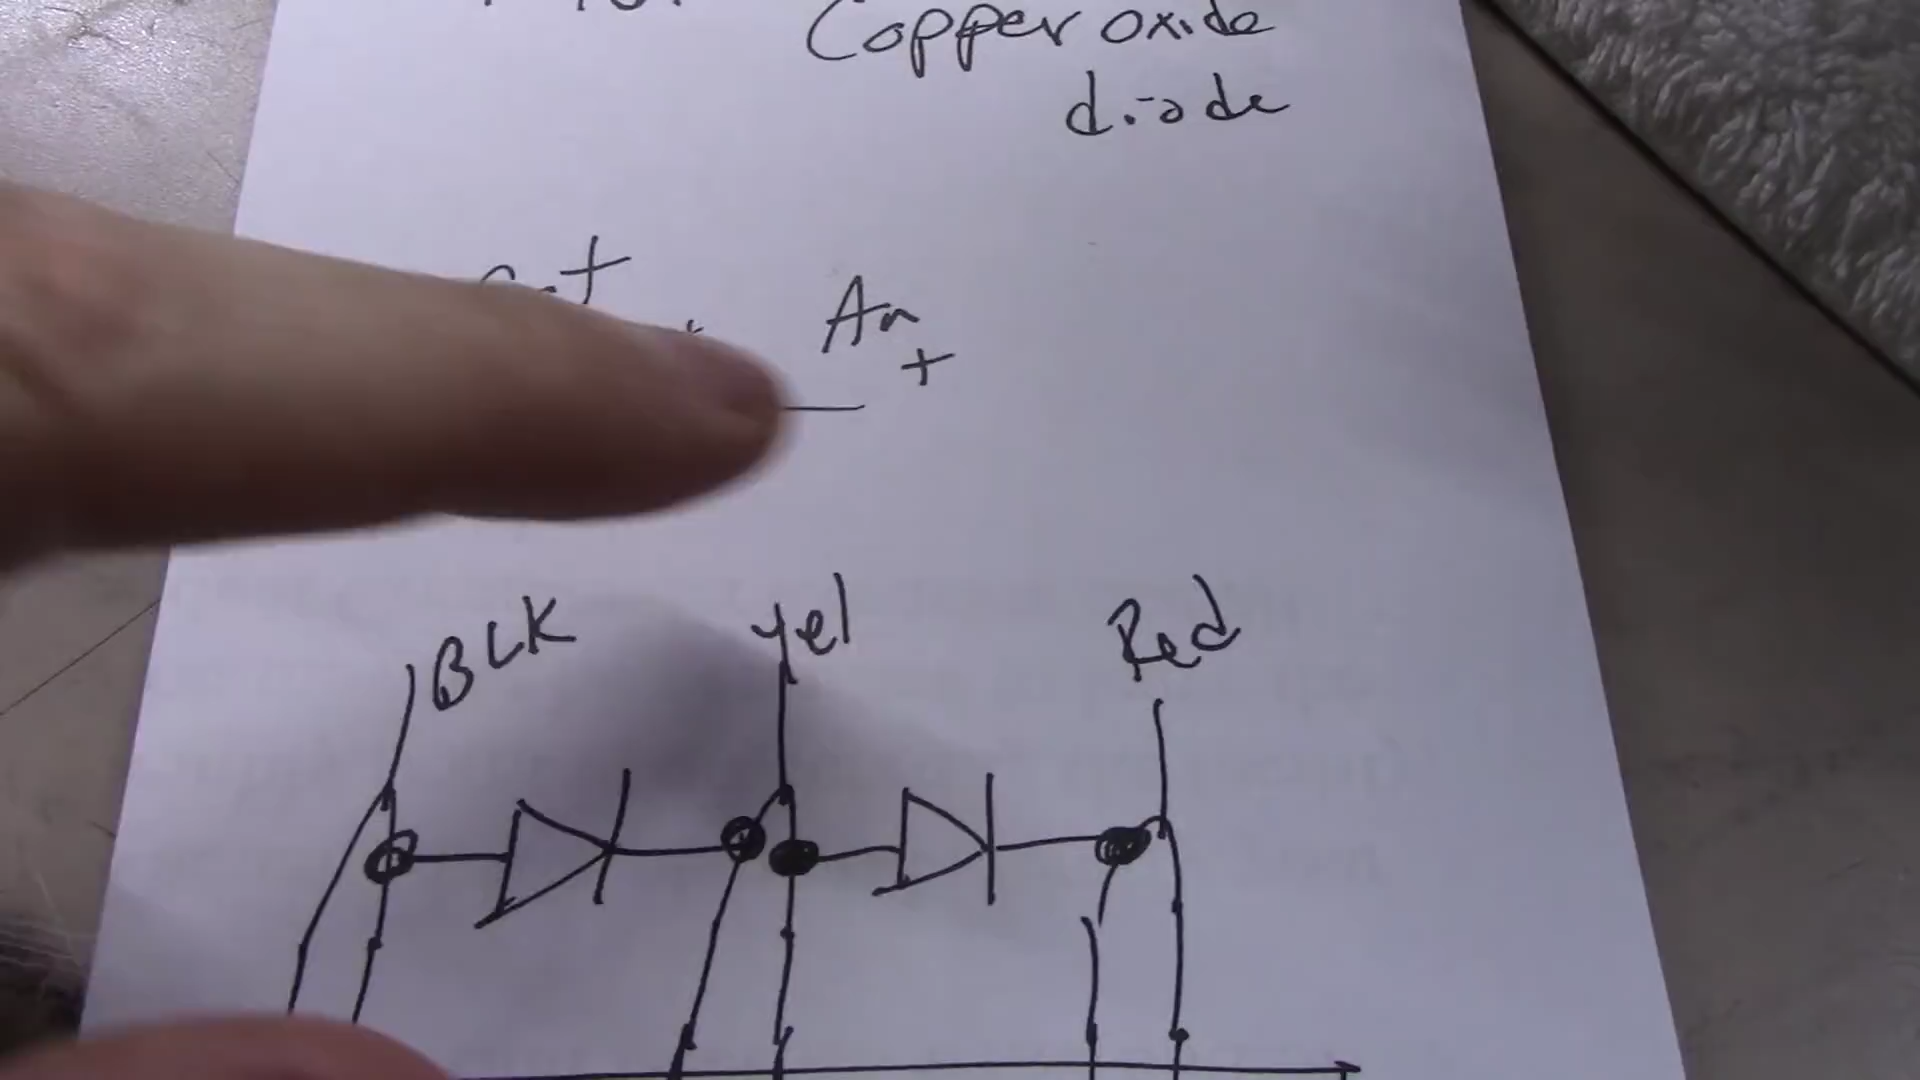 Copper oxide
diode
An
+
BLK
Yel
Red